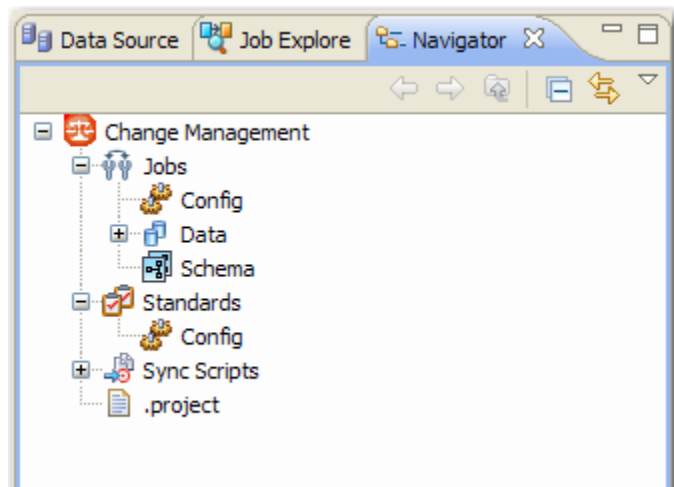 Data Source Job Explore Navigator
Change Management
Jobs
Config
Data
Schema
Standards
Config
Sync Scripts
.project